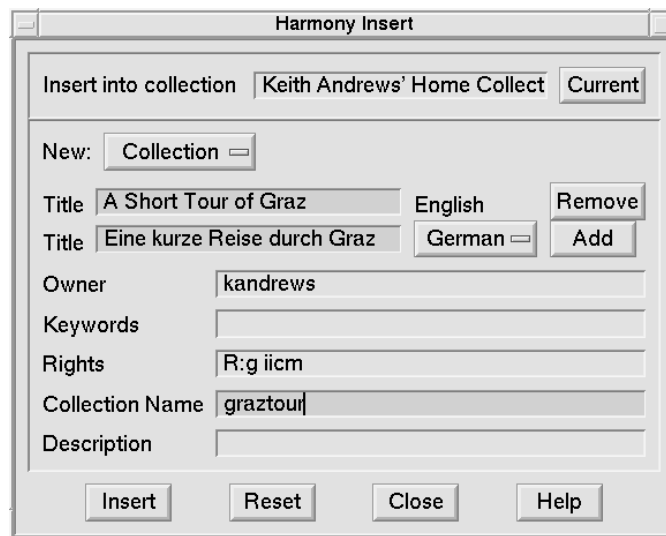 Harmony Insert
Insert into collection Keith Andrews' Home Collect Current
New: Collection
Title A Short Tour of Graz English Remove
Title Eine kurze Reise durch Graz German Add
Owner kandrews
Keywords
Rights R:g iicm
Collection Name graztour
Description
Insert Reset Close Help